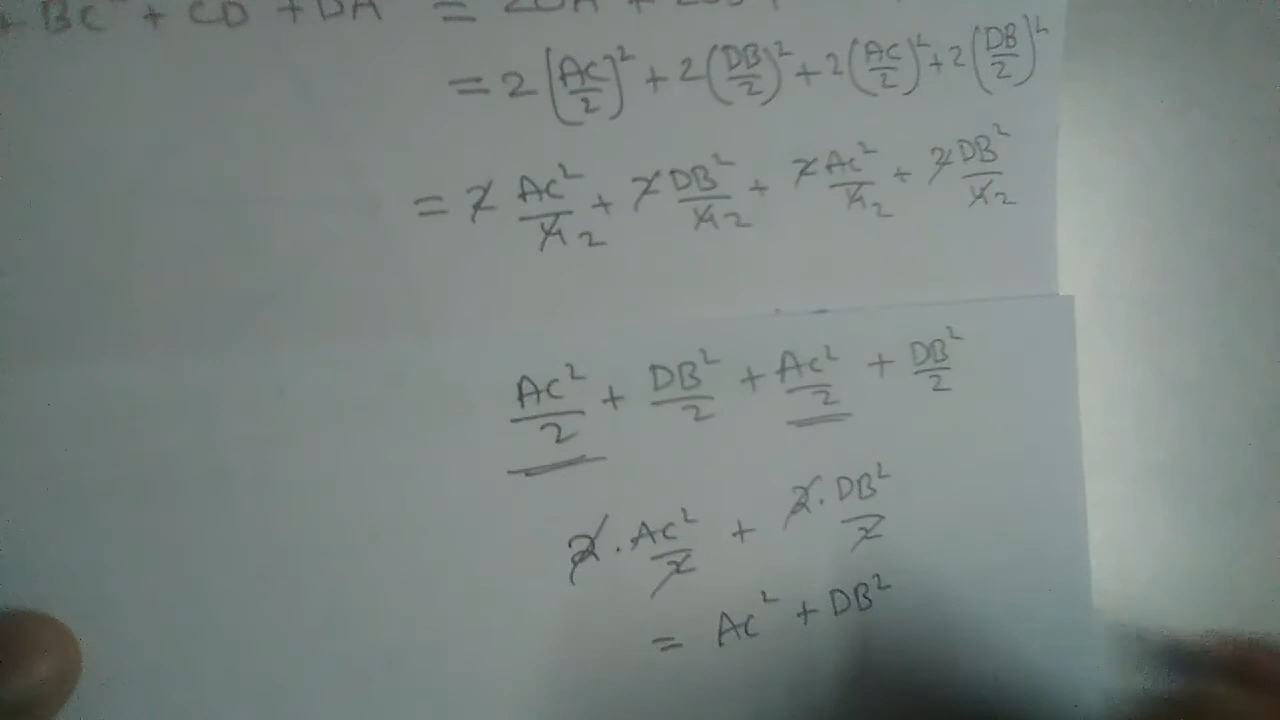 + BC² + CD + DA =
= 2(AC/2)² + 2(DB/2)² + 2(AC/2)² + 2(DB/2)²
= 2 AC²/4 2 + 2 DB²/4 2 + 2 AC²/4 2 + 2 DB²/4 2
AC²/2 + DB²/2 + AC²/2 + DB²/2
2 . AC²/2 + 2 . DB²/2
= AC² + DB²